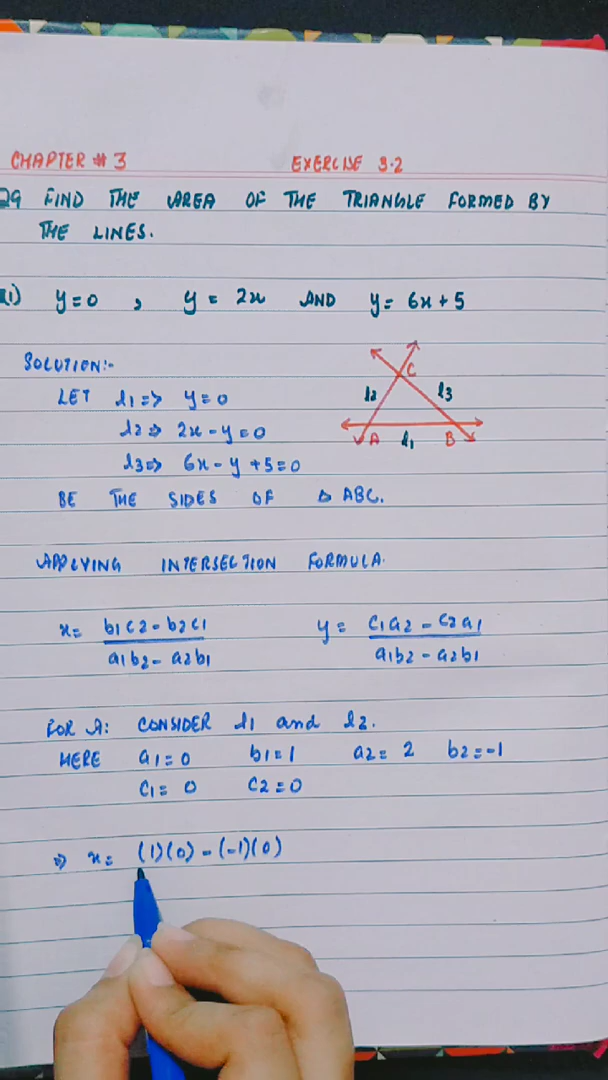 CHAPTER # 3 EXERCISE 3.2
Q9 FIND THE AREA OF THE TRIANGLE FORMED BY
THE LINES.
i) y=0 , y = 2x AND y= 6x+5
SOLUTION:-
LET l1=> y=0
l2=> 2x-y=0
l3=> 6x-y+5=0
C
l2 l3
A l1 B
BE THE SIDES OF △ ABC.
APPLYING INTERSECTION FORMULA.
x= b1c2-b2c1 / a1b2-a2b1 y= c1a2-c2a1 / a1b2-a2b1
FOR A: CONSIDER l1 and l2.
HERE a1=0 b1=1 a2= 2 b2=-1
c1= 0 c2=0
=> x= (1)(0)-(-1)(0)